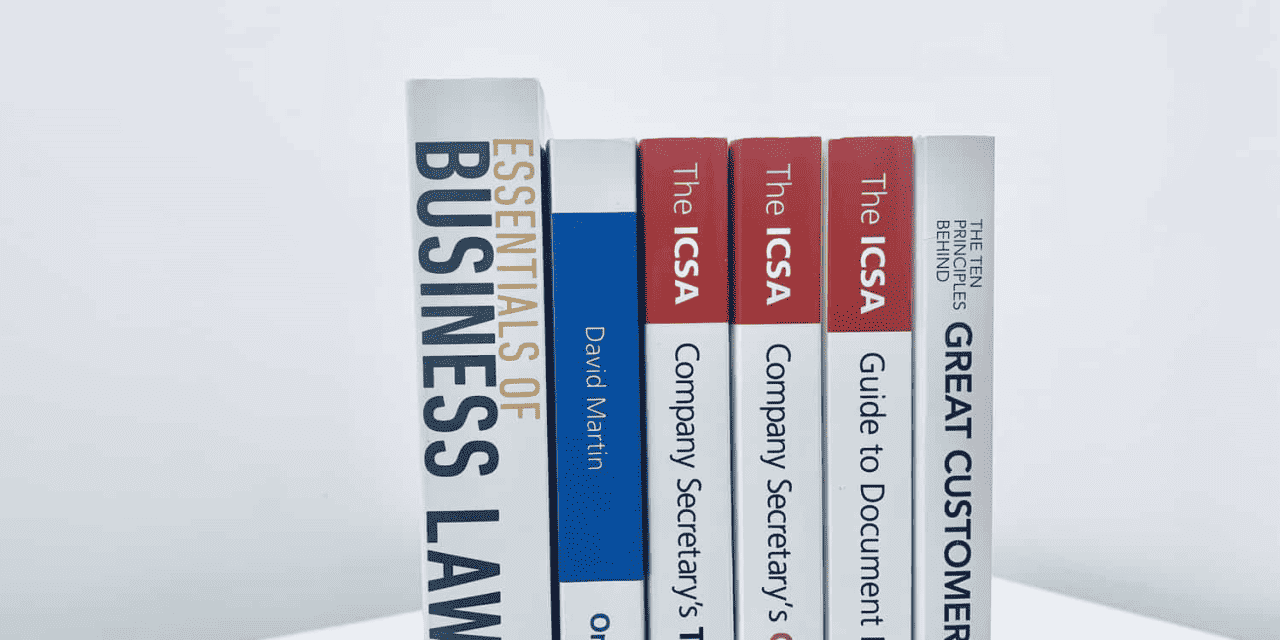 ESSENTIALS OF
BUSINESS LAW
David Martin
The ICSA
Company Secretary's
The ICSA
Company Secretary's
The ICSA
Guide to Document
THE TEN
PRINCIPLES
BEHIND
GREAT CUSTOMER